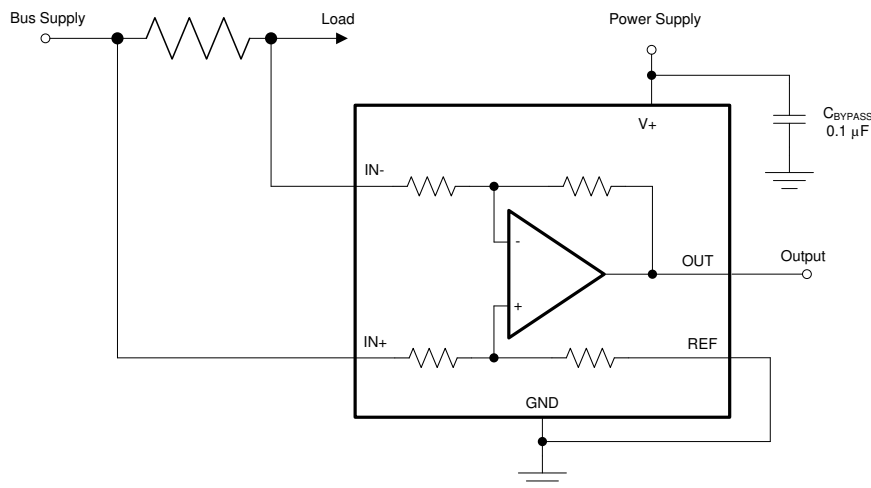 Bus Supply
Load
Power Supply
V+
CBYPASS
0.1 µF
IN-
-
OUT
Output
+
IN+
REF
GND